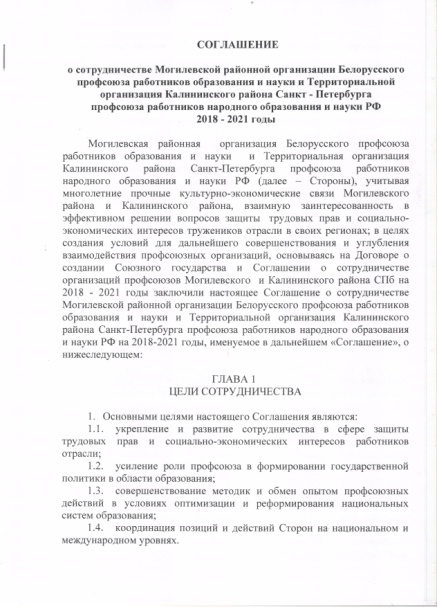 СОГЛАШЕНИЕ
о сотрудничестве Могилевской районной организации Белорусского
профсоюза работников образования и науки и Территориальной
организация Калининского района Санкт - Петербурга
профсоюза работников народного образования и науки РФ
2018 - 2021 годы
Могилевская районная организация Белорусского профсоюза
работников образования и науки и Территориальная организация
Калининского района Санкт-Петербурга профсоюза работников
народного образования и науки РФ (далее – Стороны), учитывая
многолетние прочные культурно-экономические связи Могилевского
района и Калининского района, взаимную заинтересованность в
эффективном решении вопросов защиты трудовых прав и социально-
экономических интересов тружеников отрасли в своих регионах; в целях
создания условий для дальнейшего совершенствования и углубления
взаимодействия профсоюзных организаций, основываясь на Договоре о
создании Союзного государства и Соглашении о сотрудничестве
организаций профсоюзов Могилевского и Калининского района СПб на
2018 - 2021 годы заключили настоящее Соглашение о сотрудничестве
Могилевской районной организации Белорусского профсоюза работников
образования и науки и Территориальной организация Калининского
района Санкт-Петербурга профсоюза работников народного образования
и науки РФ на 2018-2021 годы, именуемое в дальнейшем «Соглашение», о
нижеследующем:
ГЛАВА 1
ЦЕЛИ СОТРУДНИЧЕСТВА
1. Основными целями настоящего Соглашения являются:
1.1. укрепление и развитие сотрудничества в сфере защиты
трудовых прав и социально-экономических интересов работников
отрасли;
1.2. усиление роли профсоюза в формировании государственной
политики в области образования;
1.3. совершенствование методик и обмен опытом профсоюзных
действий в условиях оптимизации и реформирования национальных
систем образования;
1.4. координация позиций и действий Сторон на национальном и
международном уровнях.